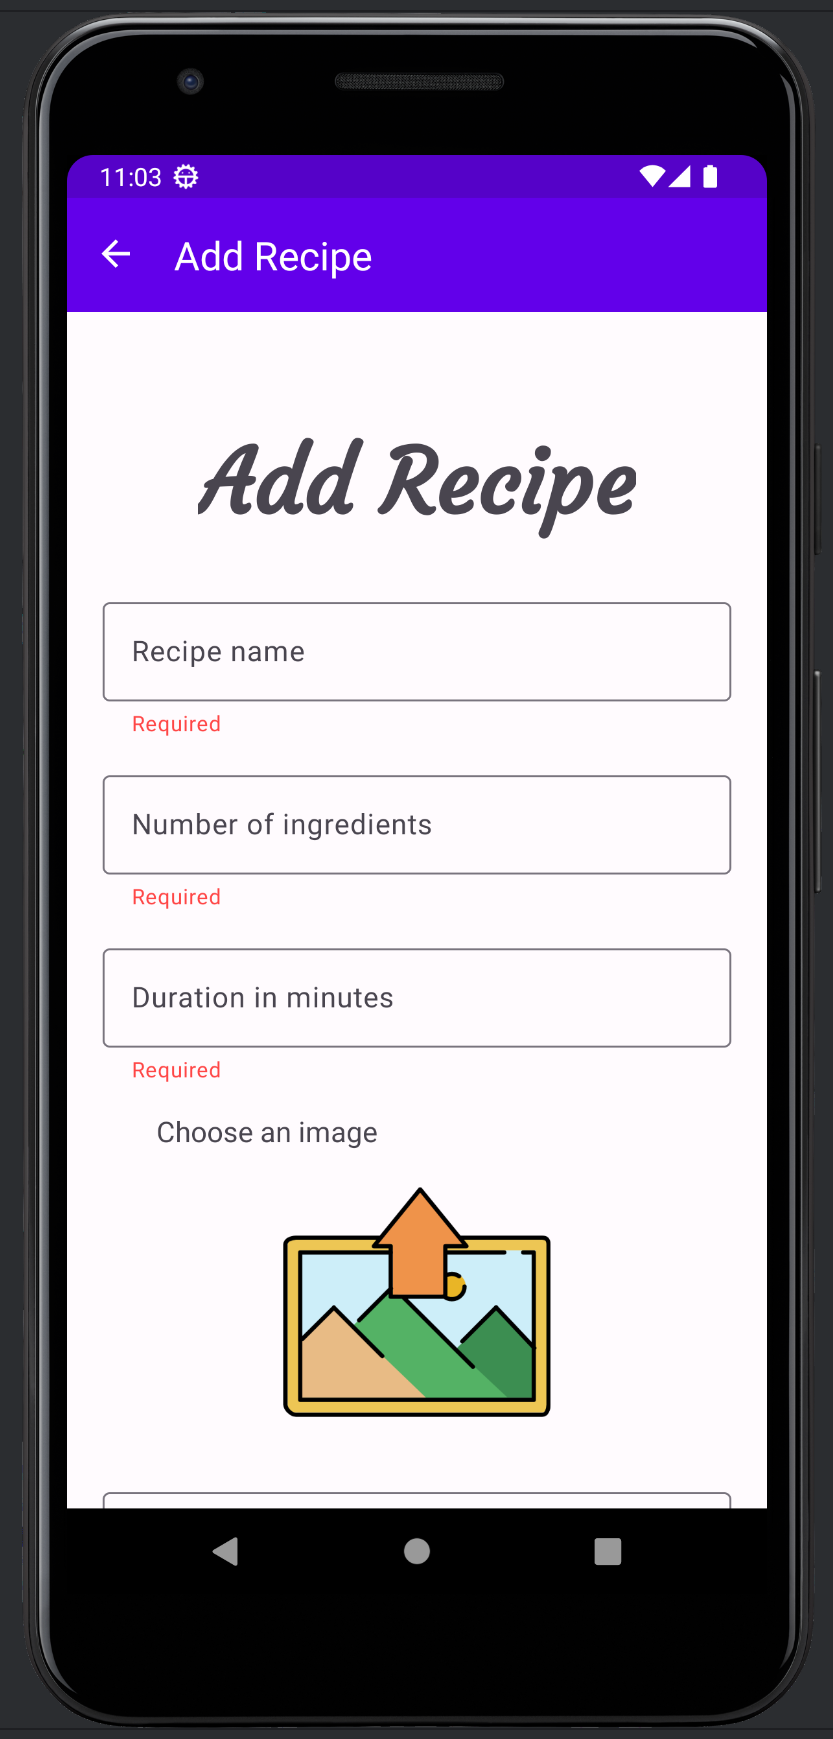 11:03
Add Recipe
Add Recipe
Recipe name
Required
Number of ingredients
Required
Duration in minutes
Required
Choose an image